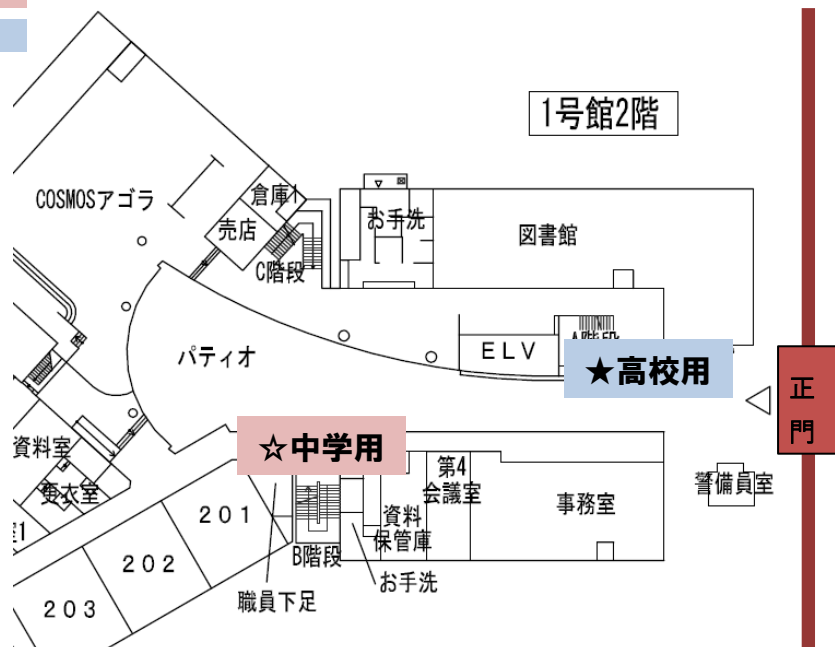 1号館2階
COSMOSアゴラ
倉庫1
売店
お手洗
図書館
C階段
パティオ
ELV
A階段
★高校用
正
門
☆中学用
資料室
更衣室
第4
会議室
事務室
警備員室
資料
保管庫
201
202
203
B階段
お手洗
職員下足